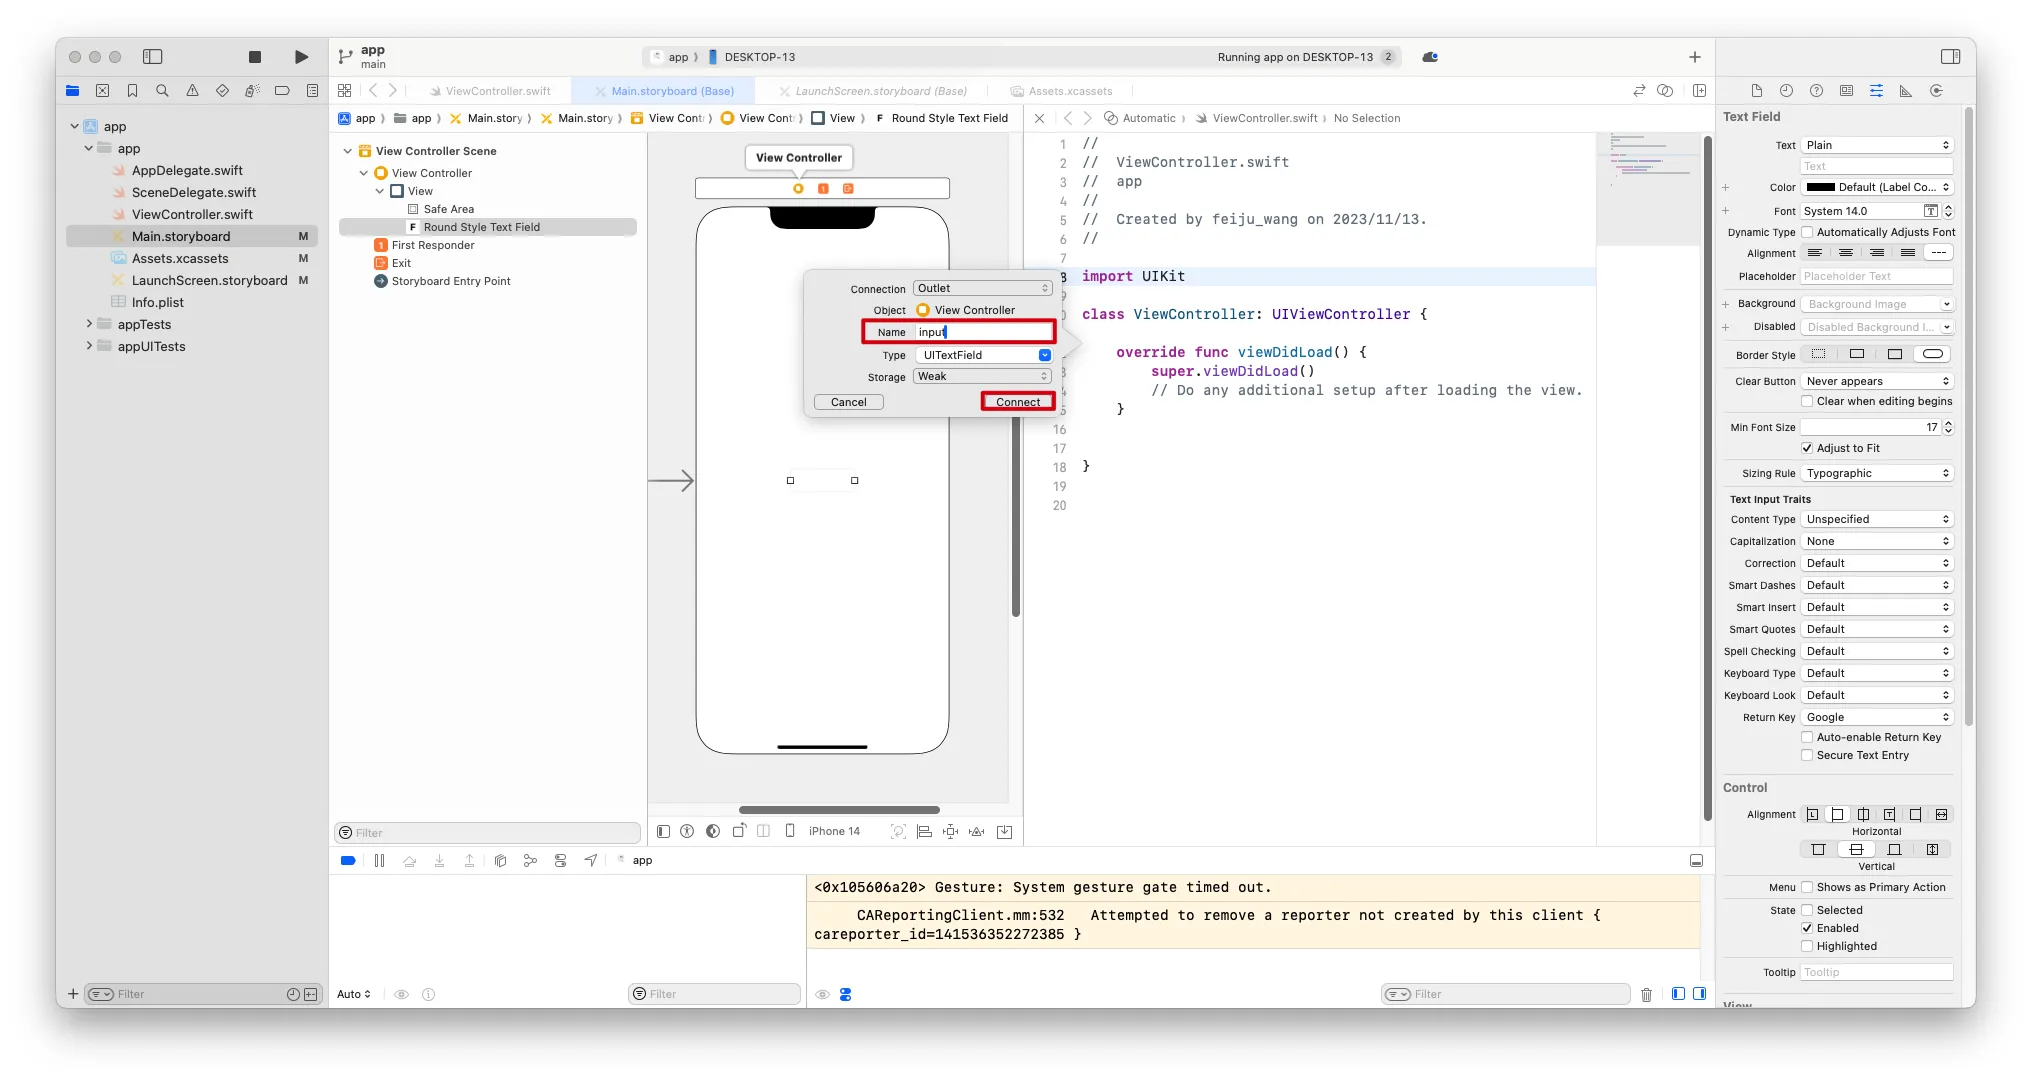 app
main
app
DESKTOP-13
Running app on DESKTOP-13
2
ViewController.swift
Main.storyboard (Base)
LaunchScreen.storyboard (Base)
Assets.xcassets
app
app
Main.story
Main.story
View Cont
View Cont
View
F
Round Style Text Field
Automatic
ViewController.swift
No Selection
app
app
AppDelegate.swift
SceneDelegate.swift
ViewController.swift
Main.storyboard M
Assets.xcassets M
LaunchScreen.storyboard M
Info.plist
appTests
appUITests
Filter
View Controller Scene
View Controller
View
Safe Area
F Round Style Text Field
1 First Responder
Exit
Storyboard Entry Point
Filter
View Controller
1
Connection Outlet
Object View Controller
Name input
Type UITextField
Storage Weak
Cancel
Connect
iPhone 14
1 //
2 // ViewController.swift
3 // app
4 //
5 // Created by feiju_wang on 2023/11/13.
6 //
7
8 import UIKit
9
0 class ViewController: UIViewController {
override func viewDidLoad() {
3 super.viewDidLoad()
4 // Do any additional setup after loading the view.
5 }
16
17
18 }
19
20
app
<0x105606a20> Gesture: System gesture gate timed out.
CAReportingClient.mm:532 Attempted to remove a reporter not created by this client {
careporter_id=141536352272385 }
Auto
Filter
Filter
Text Field
Text Plain
Text
Color Default (Label Co...
Font System 14.0
Dynamic Type Automatically Adjusts Font
Alignment
Placeholder Placeholder Text
Background Background Image
Disabled Disabled Background I...
Border Style
Clear Button Never appears
Clear when editing begins
Min Font Size 17
Adjust to Fit
Sizing Rule Typographic
Text Input Traits
Content Type Unspecified
Capitalization None
Correction Default
Smart Dashes Default
Smart Insert Default
Smart Quotes Default
Spell Checking Default
Keyboard Type Default
Keyboard Look Default
Return Key Google
Auto-enable Return Key
Secure Text Entry
Control
Alignment
Horizontal
Vertical
Menu Shows as Primary Action
State Selected
Enabled
Highlighted
Tooltip Tooltip
View